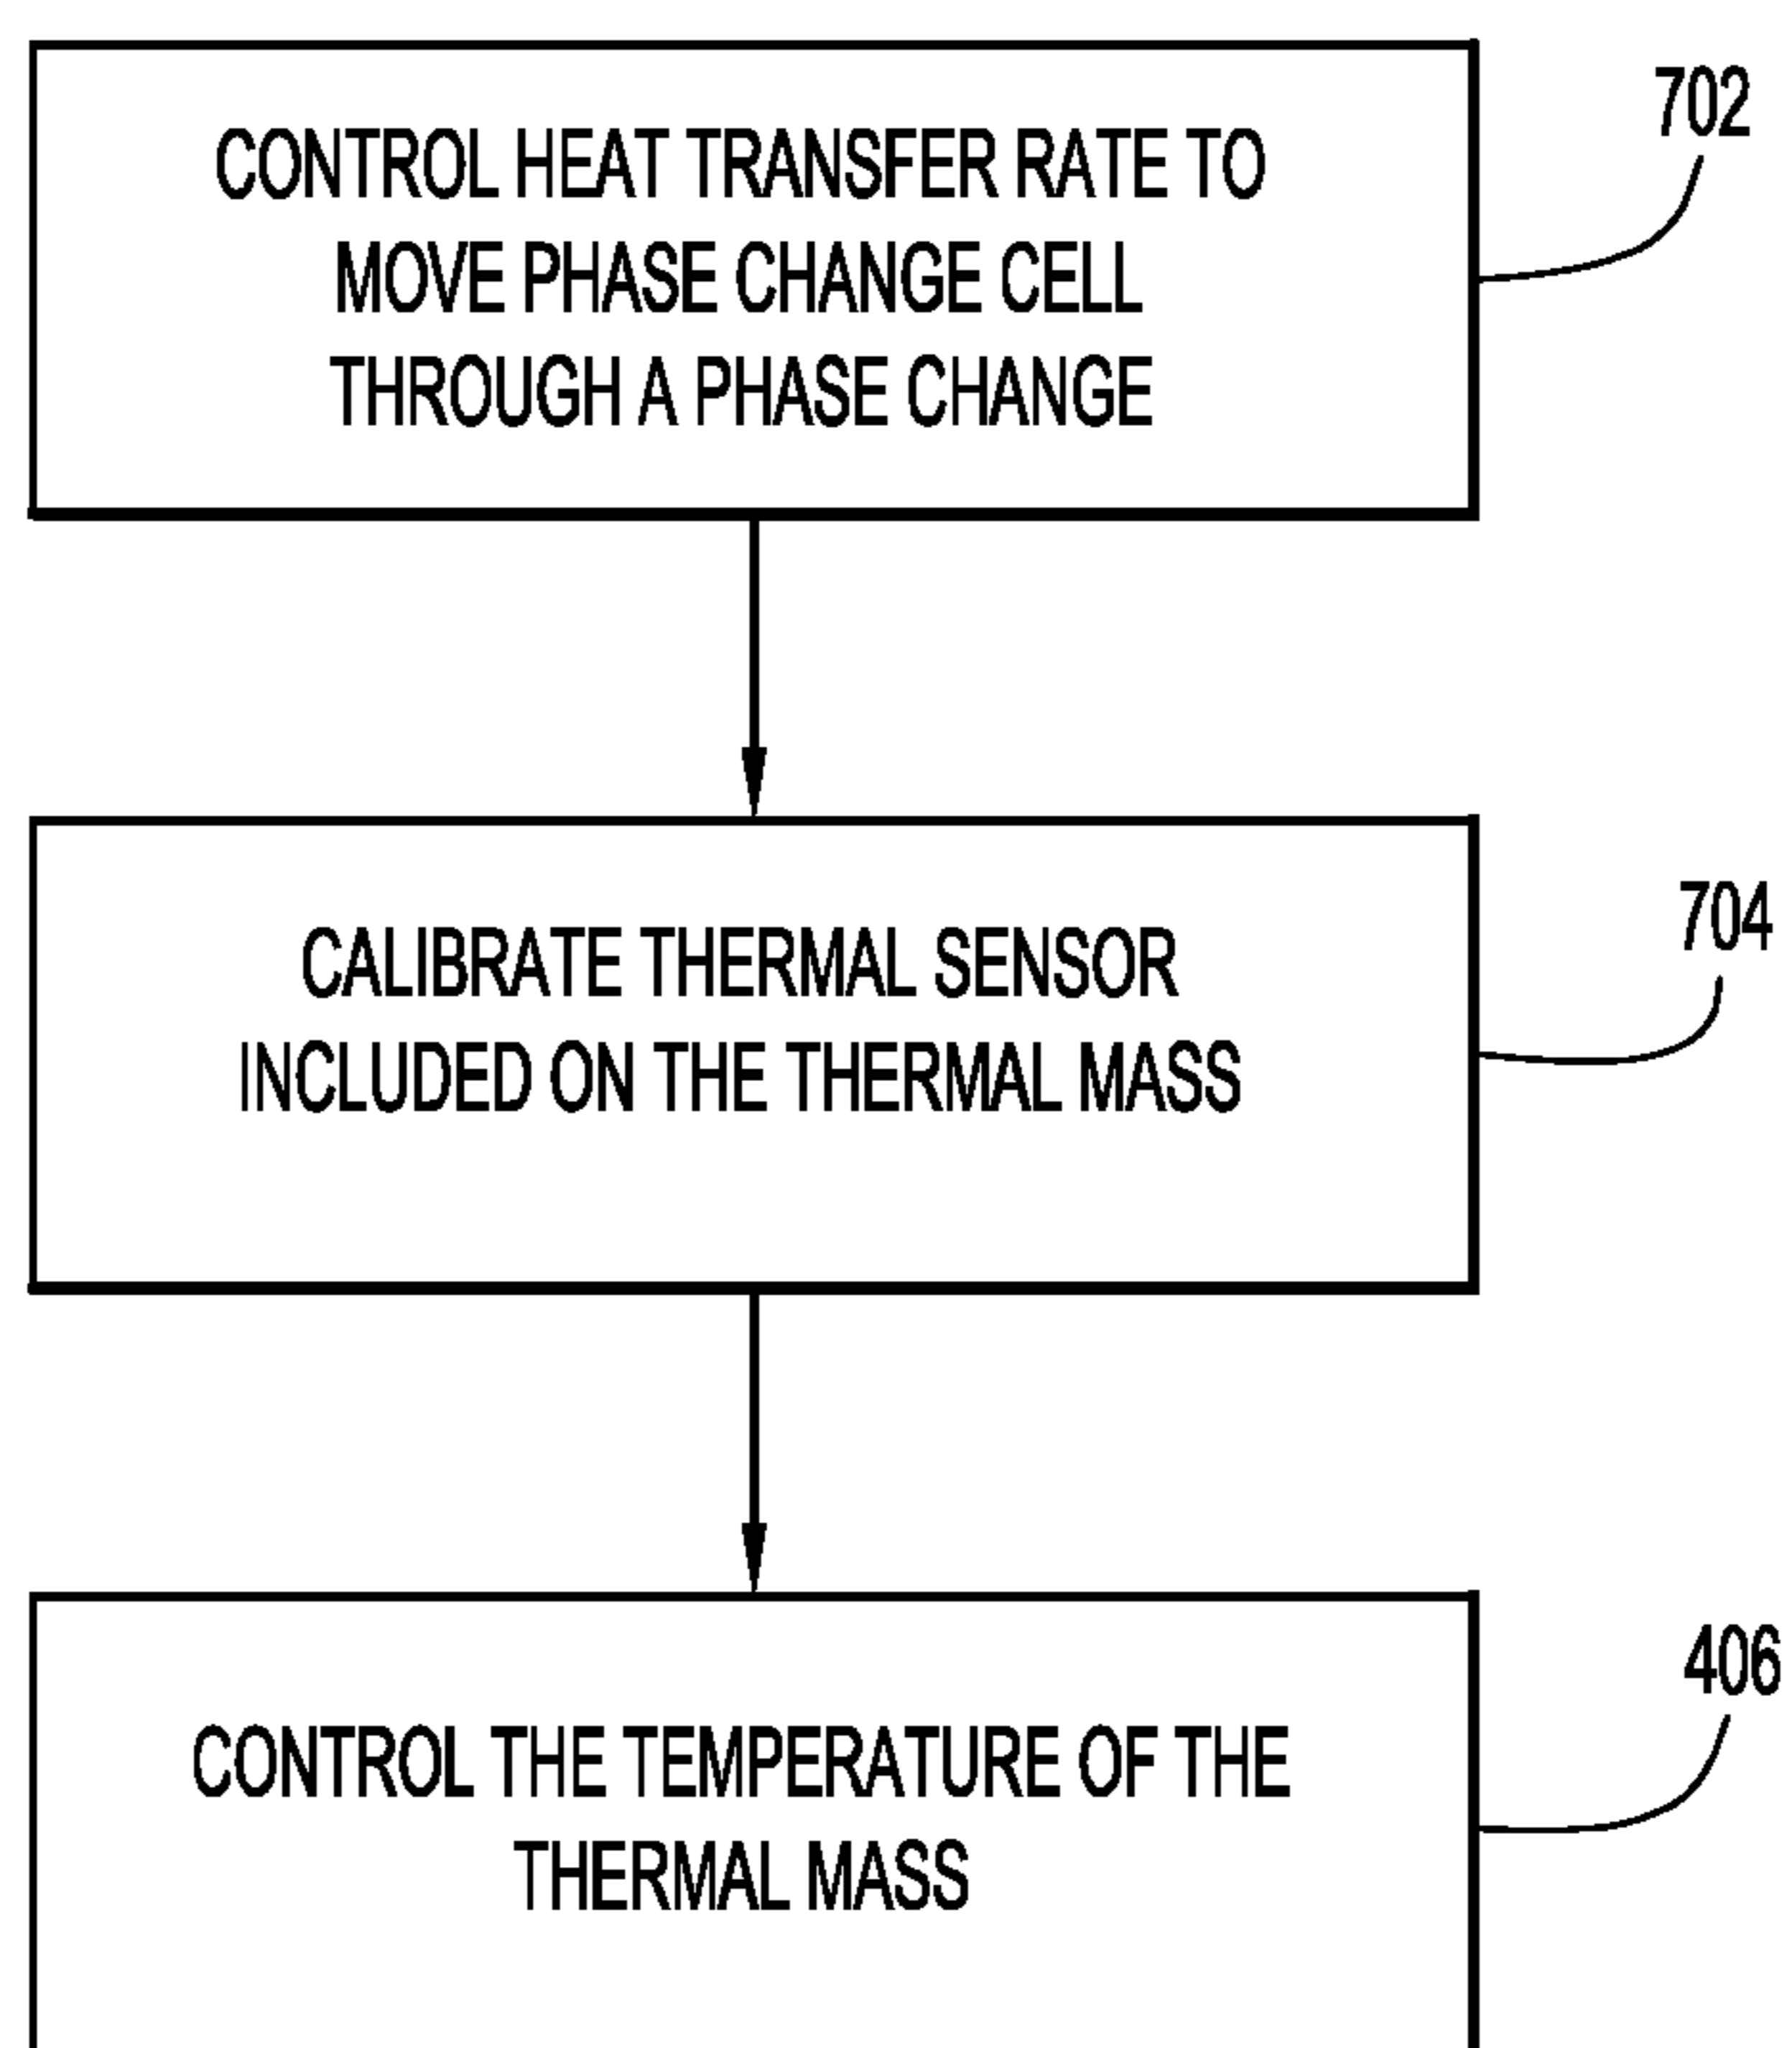 CONTROL HEAT TRANSFER RATE TO
MOVE PHASE CHANGE CELL
THROUGH A PHASE CHANGE
702
CALIBRATE THERMAL SENSOR
INCLUDED ON THE THERMAL MASS
704
CONTROL THE TEMPERATURE OF THE
THERMAL MASS
406